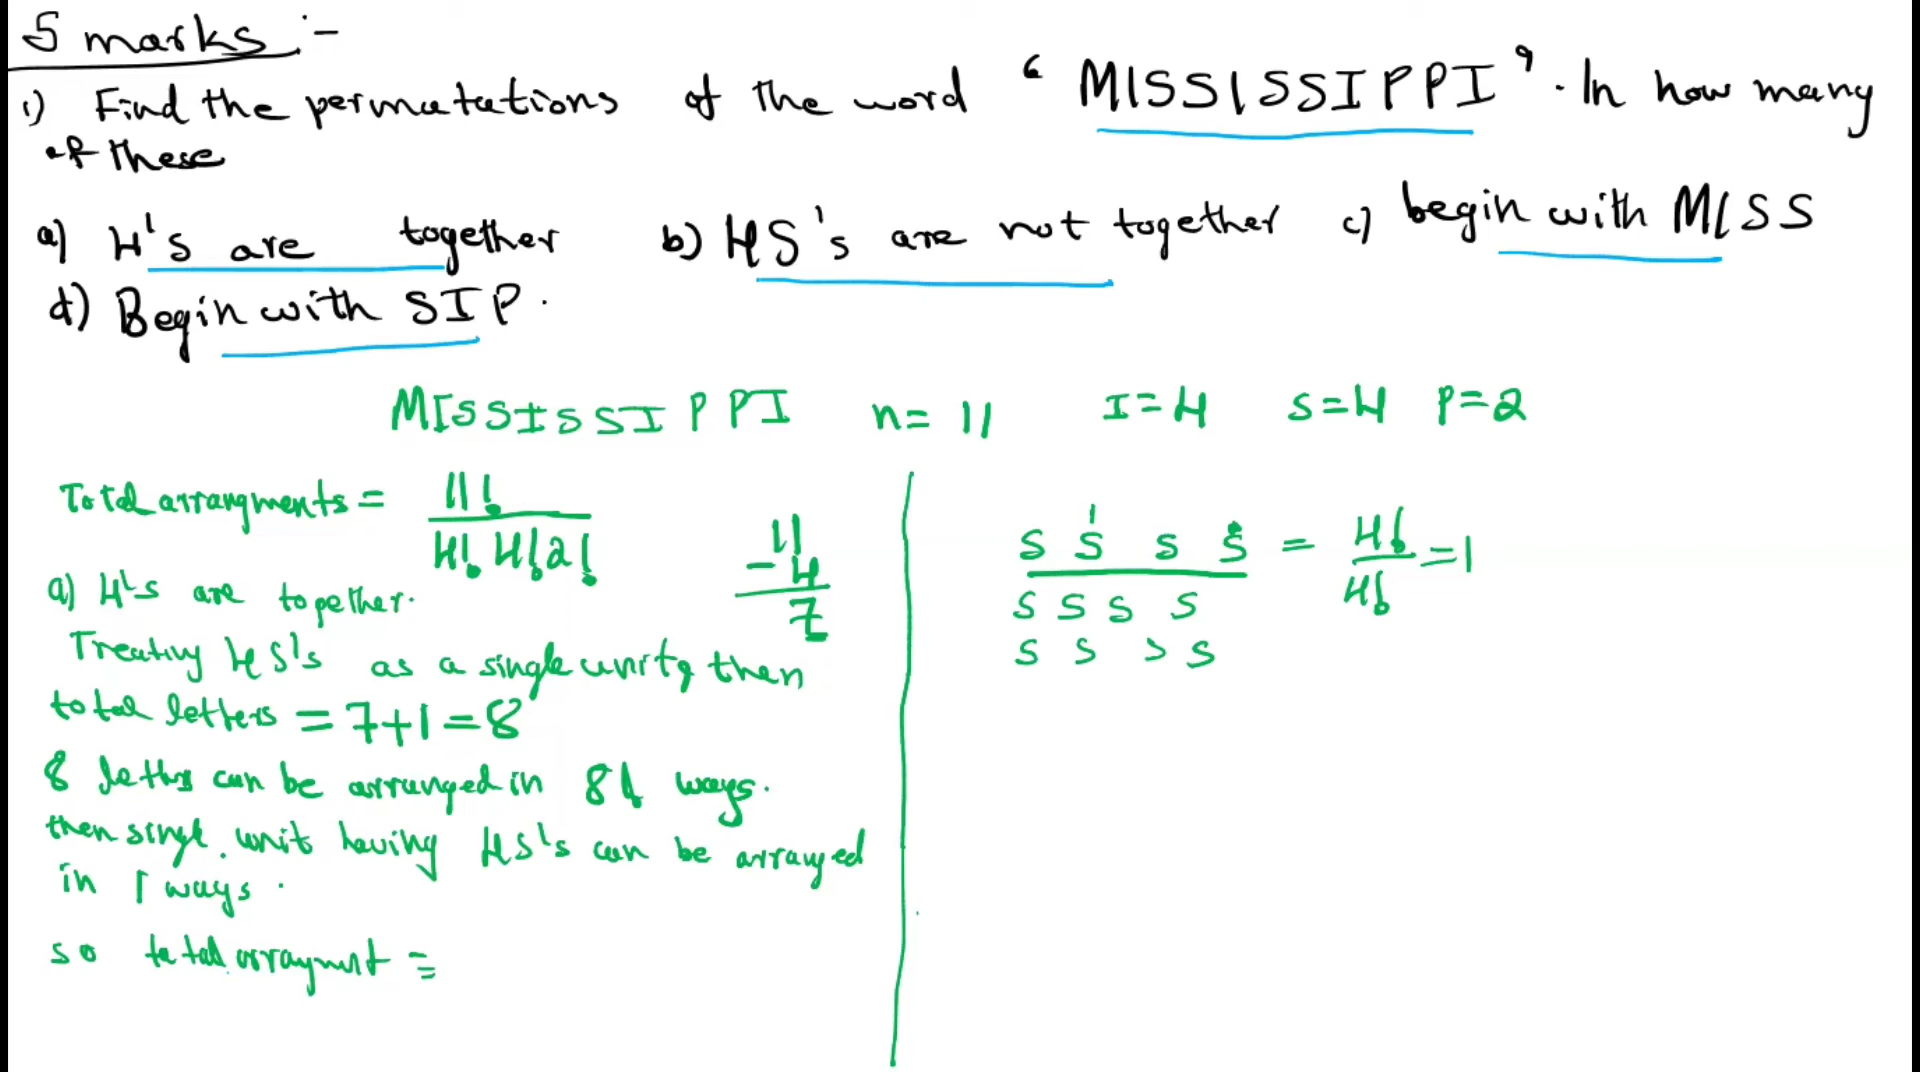 5 marks :-
1) Find the permutations of the word "MISSISSIPPI". In how many
of these
a) 4's are together b) 4S's are not together c) begin with MISS
d) Begin with SIP.
MISSISSIPPI n= 11 I=4 S=4 P=2
Total arrangments = 11! / 4! 4! 2!
11
-4
7
a) 4's are together.
Treating 4S's as a single unit, then
total letters = 7+1=8
8 letters can be arranged in 8! ways.
then single unit having 4S's can be arranged
in 1 ways.
so total arrangment =
S S S S = 4!/4! = 1
S S S S
S S S S